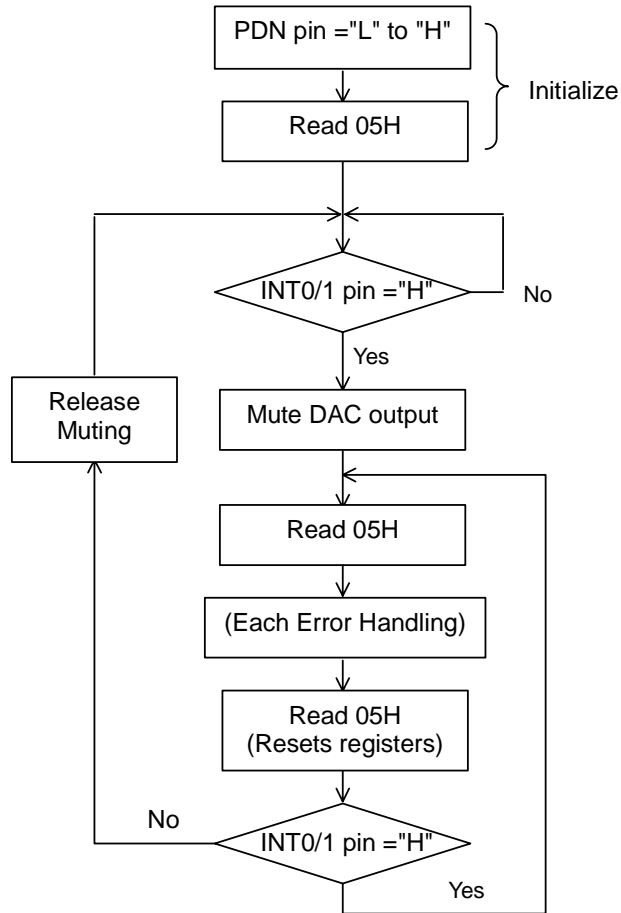 PDN pin ="L" to "H"
Initialize
Read 05H
INT0/1 pin ="H"
No
Yes
Release
Muting
Mute DAC output
Read 05H
(Each Error Handling)
Read 05H
(Resets registers)
No
INT0/1 pin ="H"
Yes